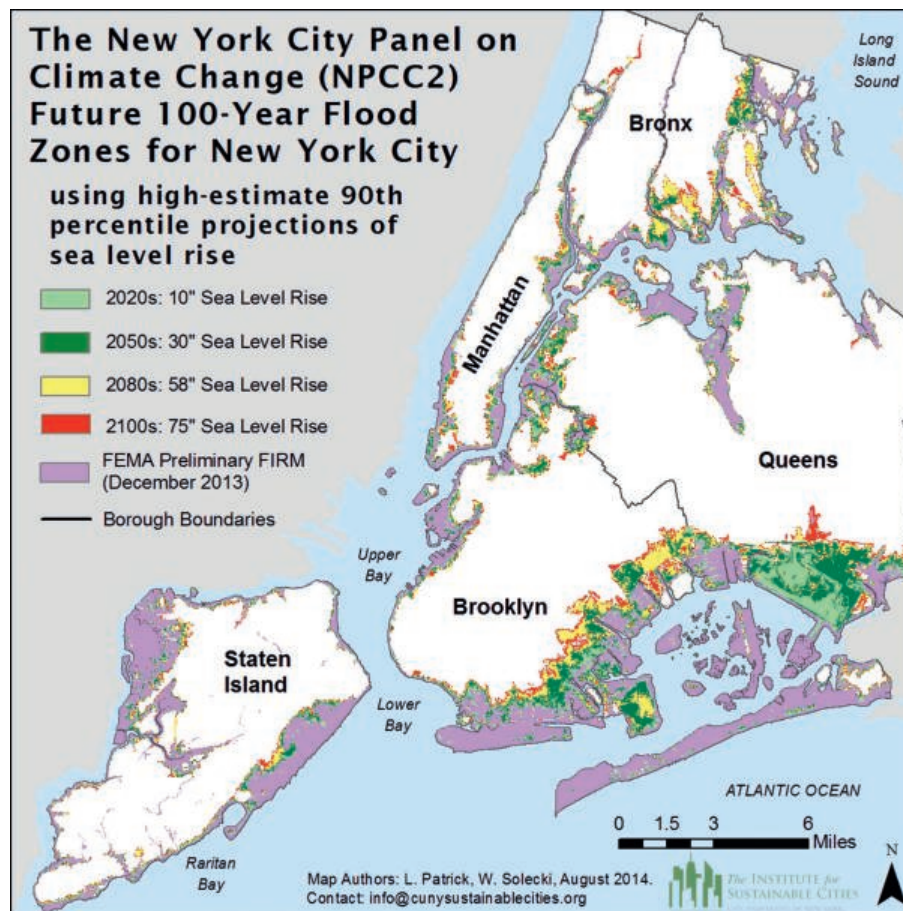 The New York City Panel on
Climate Change (NPCC2)
Future 100-Year Flood
Zones for New York City
using high-estimate 90th
percentile projections of
sea level rise
2020s: 10" Sea Level Rise
2050s: 30" Sea Level Rise
2080s: 58" Sea Level Rise
2100s: 75" Sea Level Rise
FEMA Preliminary FIRM
(December 2013)
Borough Boundaries
Long
Island
Sound
Bronx
Manhattan
Queens
Upper
Bay
Brooklyn
Staten
Island
Lower
Bay
ATLANTIC OCEAN
0 1.5 3 6
Miles
Raritan
Bay
N
Map Authors: L. Patrick, W. Solecki, August 2014.
Contact: info@cunysustainablecities.org
The Institute for
Sustainable Cities